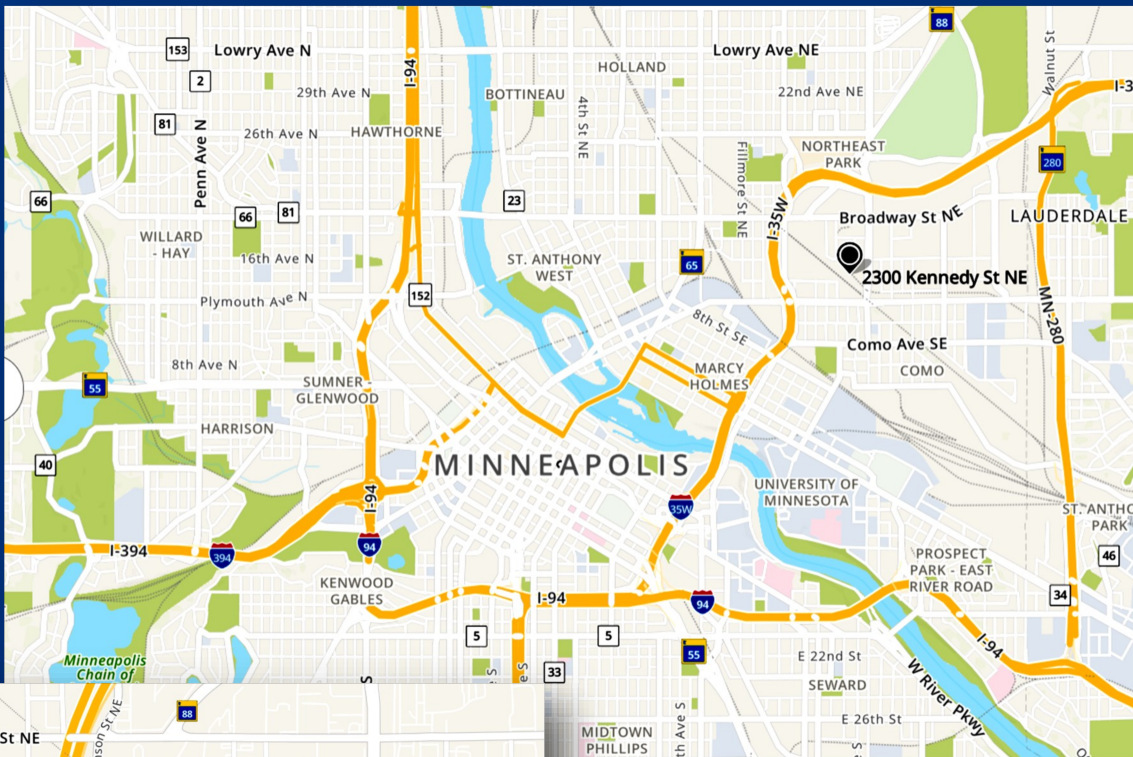 88
Walnut St
153
Lowry Ave N
Lowry Ave NE
2
I-94
HOLLAND
I-3
29th Ave N
BOTTINEAU
4th St NE
22nd Ave NE
81
26th Ave N
HAWTHORNE
Penn Ave N
Fillmore St NE
NORTHEAST
PARK
280
66
23
66
81
I-35W
Broadway St NE
LAUDERDALE
WILLARD
- HAY
16th Ave N
ST. ANTHONY
WEST
65
2300 Kennedy St NE
Plymouth Ave N
152
MN-280
8th St SE
Como Ave SE
8th Ave N
MARCY
HOLMES
COMO
55
SUMNER -
GLENWOOD
HARRISON
40
MINNEAPOLIS
I-94
UNIVERSITY OF
MINNESOTA
35W
ST. ANTHO
PARK
I-394
394
94
PROSPECT
PARK - EAST
RIVER ROAD
46
KENWOOD
GABLES
I-94
94
34
5
5
I-94
55
E 22nd St
Minneapolis
Chain of
33
e S
S
S
SEWARD
W River Pkwy
88
son St NE
St NE
E 26th St
MIDTOWN
PHILLIPS
th Ave S
e S